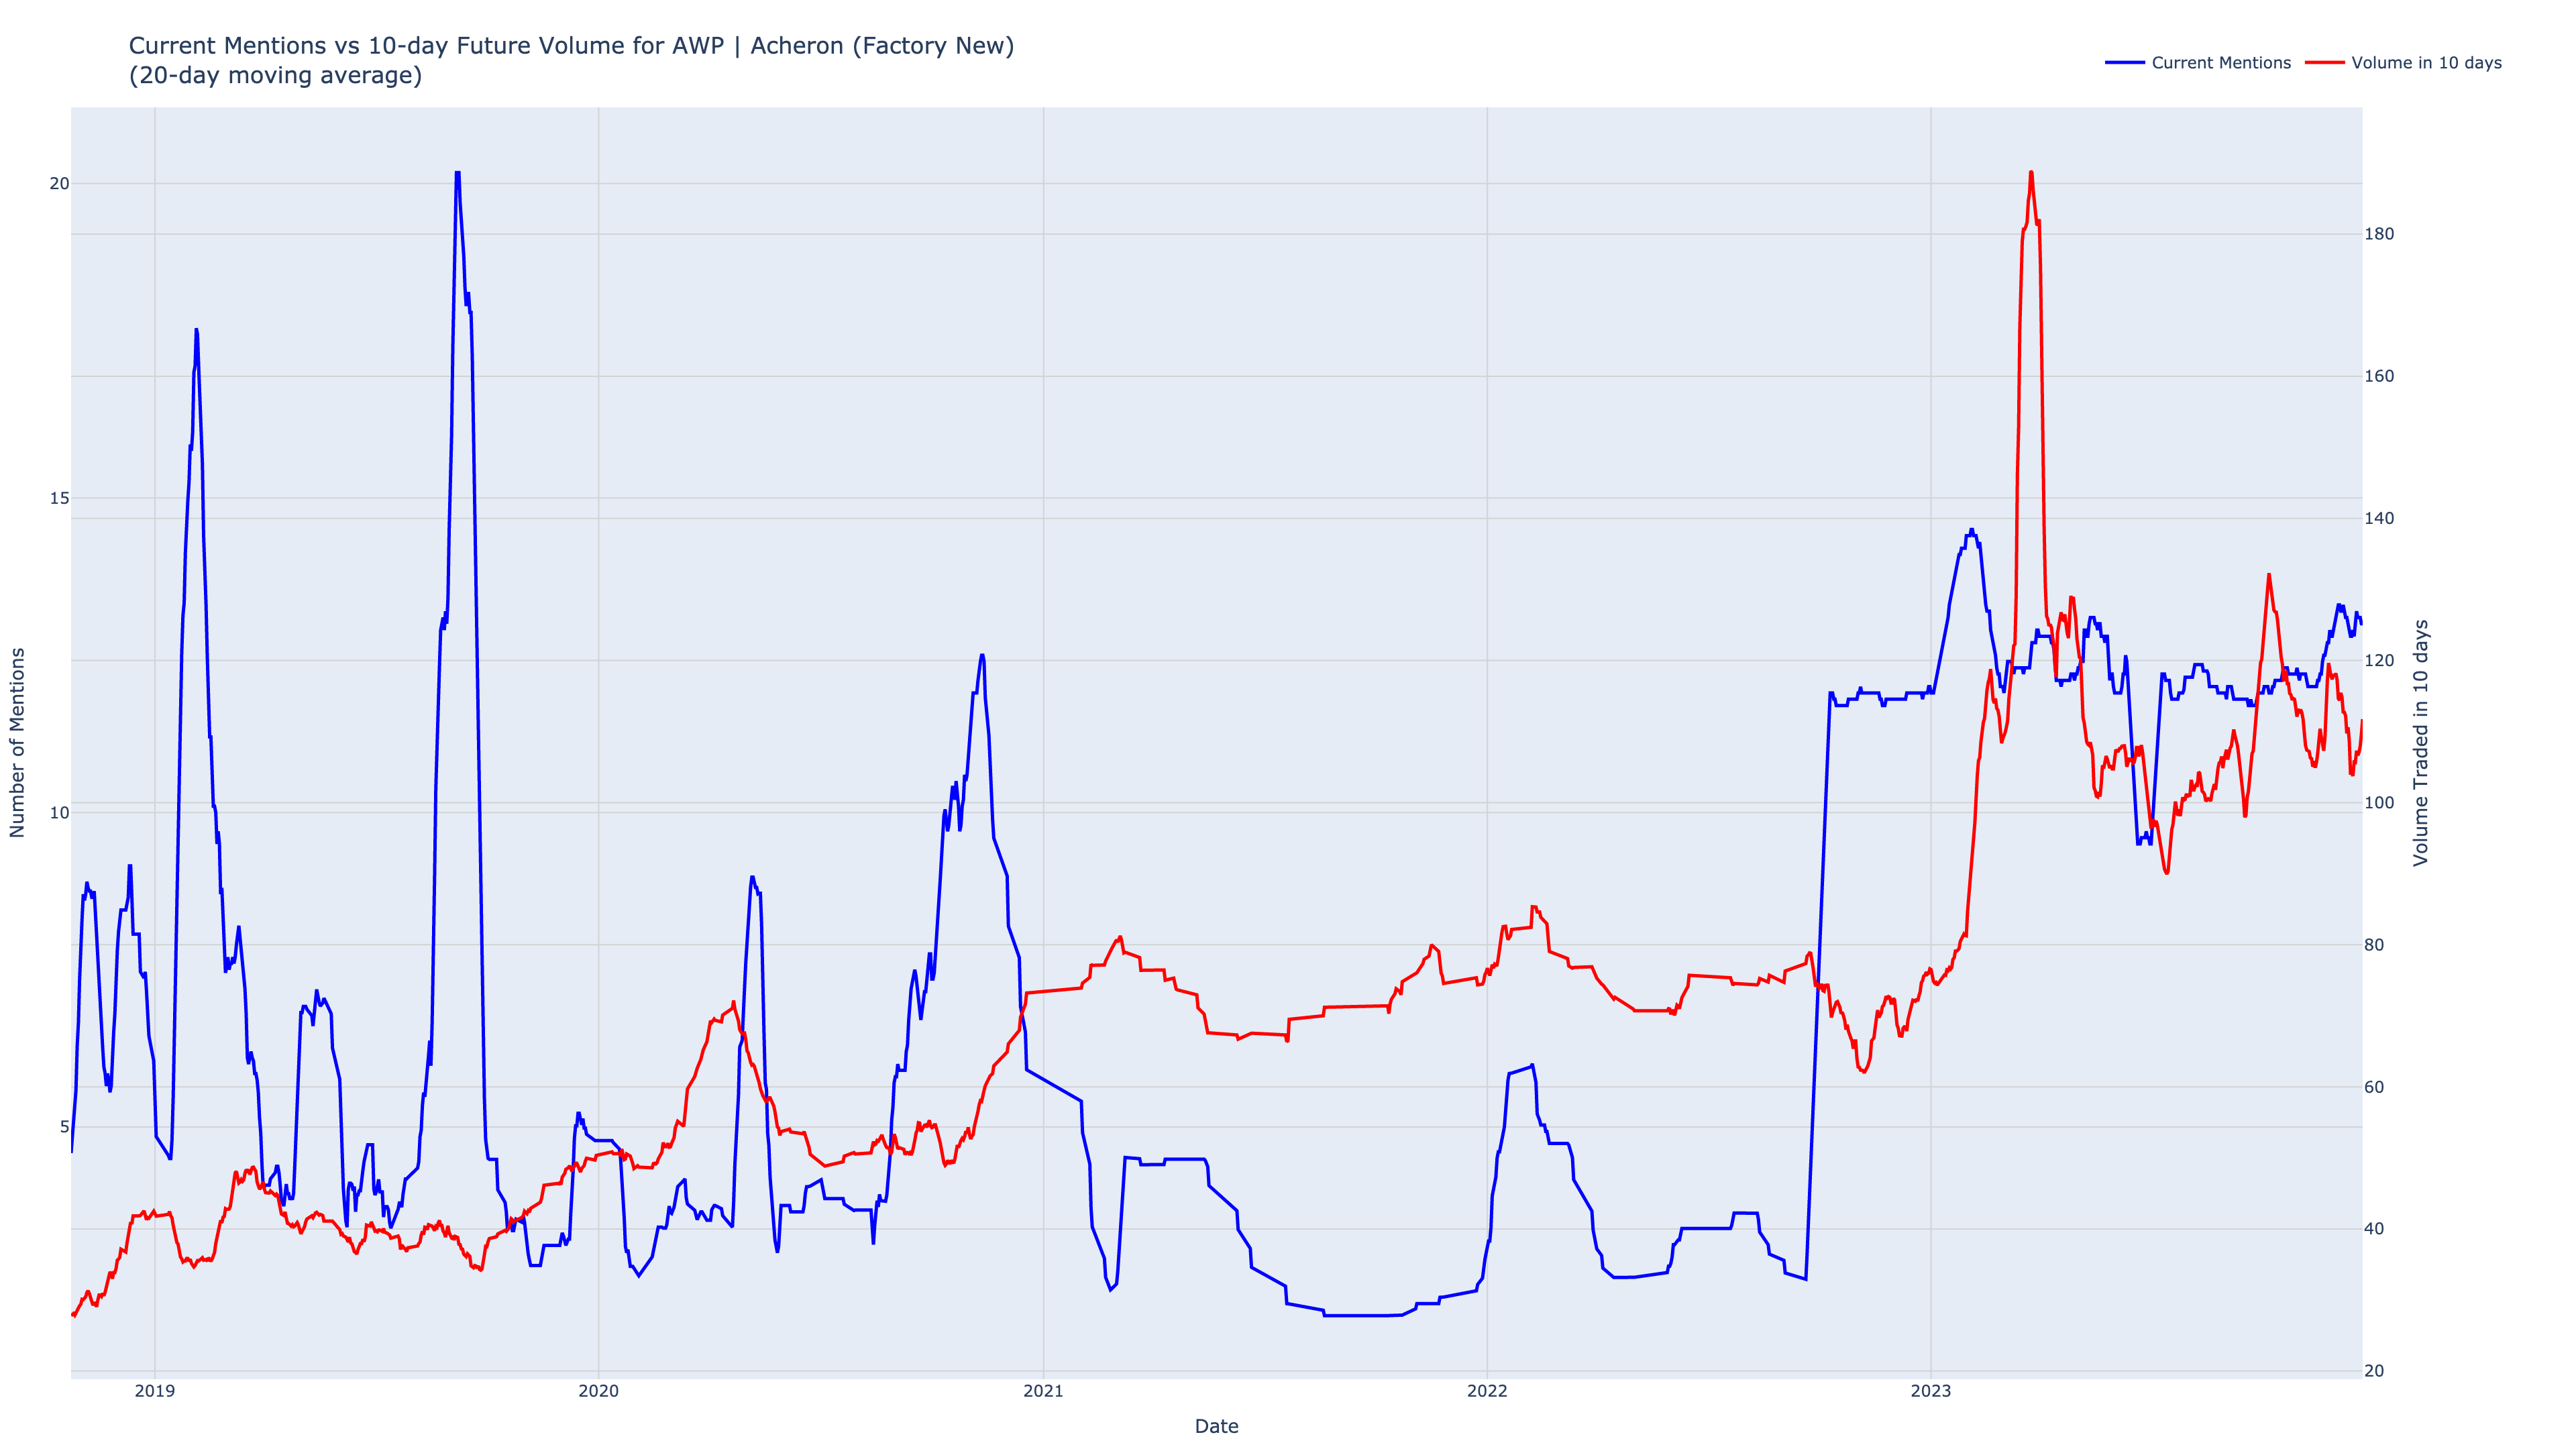 Current Mentions vs 10-day Future Volume for AWP | Acheron (Factory New)
(20-day moving average)
Current Mentions
Volume in 10 days
20
15
10
5
Number of Mentions
180
160
140
120
100
80
60
40
20
Volume Traded in 10 days
2019
2020
2021
2022
2023
Date